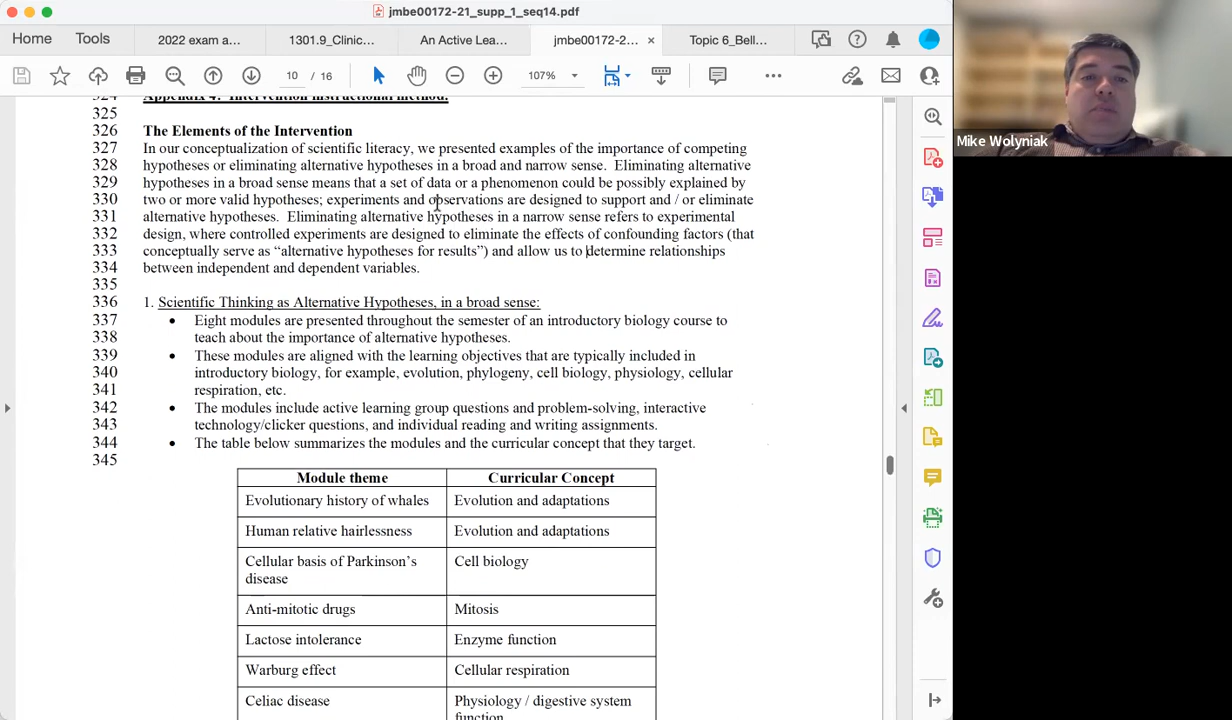 jmbe00172-21_supp_1_seq14.pdf
Home Tools 2022 exam a... 1301.9_Clinic... An Active Lea... jmbe00172-2... × Topic 6_Bell...
10 / 16 107%
324 Appendix 4. Intervention instructional method.
325
326 The Elements of the Intervention
327 In our conceptualization of scientific literacy, we presented examples of the importance of competing
328 hypotheses or eliminating alternative hypotheses in a broad and narrow sense. Eliminating alternative
329 hypotheses in a broad sense means that a set of data or a phenomenon could be possibly explained by
330 two or more valid hypotheses; experiments and observations are designed to support and / or eliminate
331 alternative hypotheses. Eliminating alternative hypotheses in a narrow sense refers to experimental
332 design, where controlled experiments are designed to eliminate the effects of confounding factors (that
333 conceptually serve as “alternative hypotheses for results”) and allow us to determine relationships
334 between independent and dependent variables.
335
336 1. Scientific Thinking as Alternative Hypotheses, in a broad sense:
337 • Eight modules are presented throughout the semester of an introductory biology course to
338 teach about the importance of alternative hypotheses.
339 • These modules are aligned with the learning objectives that are typically included in
340 introductory biology, for example, evolution, phylogeny, cell biology, physiology, cellular
341 respiration, etc.
342 • The modules include active learning group questions and problem-solving, interactive
343 technology/clicker questions, and individual reading and writing assignments.
344 • The table below summarizes the modules and the curricular concept that they target.
345
Module theme Curricular Concept
Evolutionary history of whales Evolution and adaptations
Human relative hairlessness Evolution and adaptations
Cellular basis of Parkinson’s Cell biology
disease
Anti-mitotic drugs Mitosis
Lactose intolerance Enzyme function
Warburg effect Cellular respiration
Celiac disease Physiology / digestive system
function
Mike Wolyniak